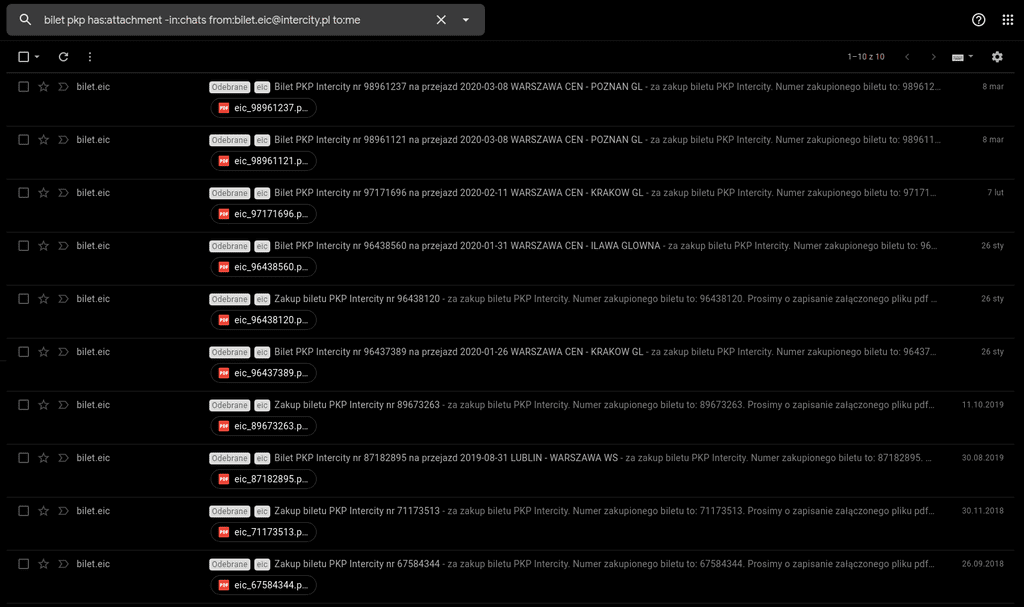 bilet pkp has:attachment -in:chats from:bilet.eic@intercity.pl to:me
1–10 z 10
bilet.eic Odebrane eic Bilet PKP Intercity nr 98961237 na przejazd 2020-03-08 WARSZAWA CEN - POZNAN GL - za zakup biletu PKP Intercity. Numer zakupionego biletu to: 989612... 8 mar
PDF eic_98961237.p...
bilet.eic Odebrane eic Bilet PKP Intercity nr 98961121 na przejazd 2020-03-08 WARSZAWA CEN - POZNAN GL - za zakup biletu PKP Intercity. Numer zakupionego biletu to: 989611... 8 mar
PDF eic_98961121.p...
bilet.eic Odebrane eic Bilet PKP Intercity nr 97171696 na przejazd 2020-02-11 WARSZAWA CEN - KRAKOW GL - za zakup biletu PKP Intercity. Numer zakupionego biletu to: 97171... 7 lut
PDF eic_97171696.p...
bilet.eic Odebrane eic Bilet PKP Intercity nr 96438560 na przejazd 2020-01-31 WARSZAWA CEN - ILAWA GLOWNA - za zakup biletu PKP Intercity. Numer zakupionego biletu to: 96... 26 sty
PDF eic_96438560.p...
bilet.eic Odebrane eic Zakup biletu PKP Intercity nr 96438120 - za zakup biletu PKP Intercity. Numer zakupionego biletu to: 96438120. Prosimy o zapisanie załączonego pliku pdf ... 26 sty
PDF eic_96438120.p...
bilet.eic Odebrane eic Bilet PKP Intercity nr 96437389 na przejazd 2020-01-26 WARSZAWA CEN - KRAKOW GL - za zakup biletu PKP Intercity. Numer zakupionego biletu to: 96437... 26 sty
PDF eic_96437389.p...
bilet.eic Odebrane eic Zakup biletu PKP Intercity nr 89673263 - za zakup biletu PKP Intercity. Numer zakupionego biletu to: 89673263. Prosimy o zapisanie załączonego pliku pdf... 11.10.2019
PDF eic_89673263.p...
bilet.eic Odebrane eic Bilet PKP Intercity nr 87182895 na przejazd 2019-08-31 LUBLIN - WARSZAWA WS - za zakup biletu PKP Intercity. Numer zakupionego biletu to: 87182895. ... 30.08.2019
PDF eic_87182895.p...
bilet.eic Odebrane eic Zakup biletu PKP Intercity nr 71173513 - za zakup biletu PKP Intercity. Numer zakupionego biletu to: 71173513. Prosimy o zapisanie załączonego pliku pdf... 30.11.2018
PDF eic_71173513.p...
bilet.eic Odebrane eic Zakup biletu PKP Intercity nr 67584344 - za zakup biletu PKP Intercity. Numer zakupionego biletu to: 67584344. Prosimy o zapisanie załączonego pliku pdf... 26.09.2018
PDF eic_67584344.p...